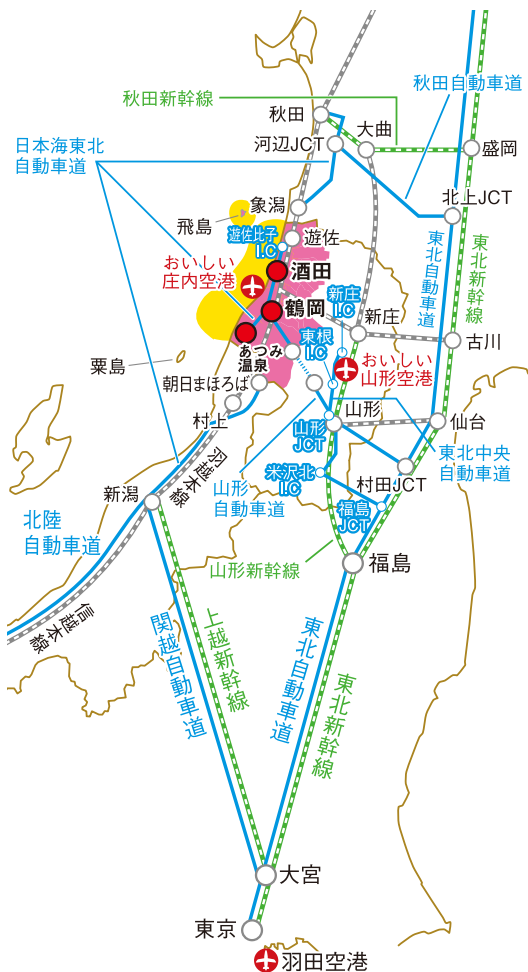 秋田自動車道
秋田新幹線
秋田
大曲
日本海東北
自動車道
河辺JCT
盛岡
象潟
北上JCT
飛島
遊佐比子
I.C
遊佐
東北自動車道
東北新幹線
おいしい
庄内空港
酒田
新庄
I.C
鶴岡
新庄
東根
I.C
古川
粟島
あつみ
温泉
おいしい
山形空港
朝日まほろば
村上
山形
仙台
山形
JCT
羽越本線
東北中央
自動車道
米沢北
I.C
山形
自動車道
村田JCT
新潟
福島
JCT
北陸
自動車道
山形新幹線
福島
信越本線
関越自動車道
上越新幹線
東北自動車道
東北新幹線
大宮
東京
羽田空港